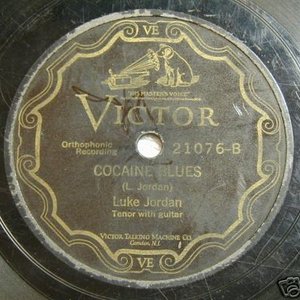 VE
"HIS MASTER'S VOICE"
VICTOR
Orthophonic
Recording
21076-B
COCAINE BLUES
(L. Jordan)
Luke Jordan
Tenor with guitar
VICTOR TALKING MACHINE CO.
Camden, N.J.
VE